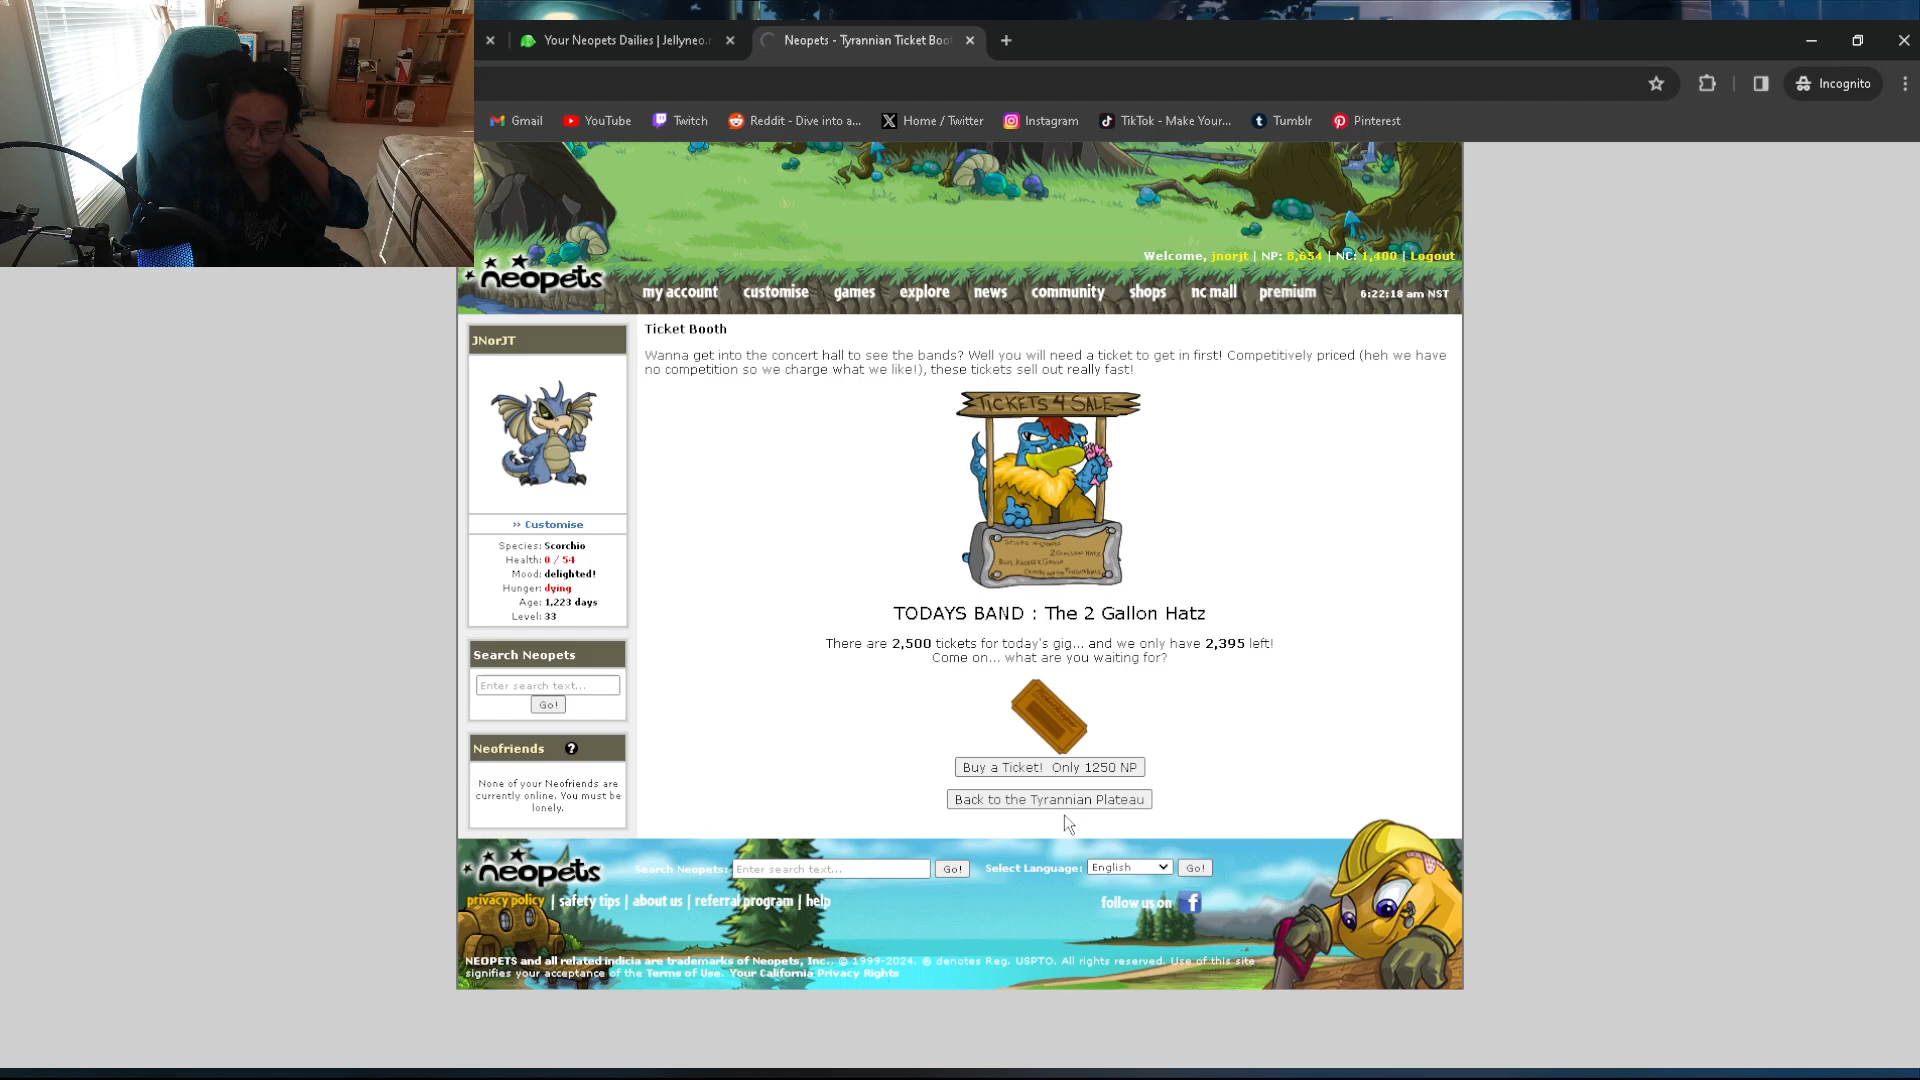 Your Neopets Dailies | Jellyneo.n
Neopets - Tyrannian Ticket Boo
Incognito
Gmail
YouTube
Twitch
Reddit - Dive into a...
Home / Twitter
Instagram
TikTok - Make Your...
Tumblr
Pinterest
Welcome, jnorjt | NP: 8,654 | NC: 1,400 | Logout
neopets
my account
customise
games
explore
news
community
shops
nc mall
premium
6:22:18 am NST
JNorJT
Ticket Booth
Wanna get into the concert hall to see the bands? Well you will need a ticket to get in first! Competitively priced (heh we have
no competition so we charge what we like!), these tickets sell out really fast!
TICKETS 4 SALE
2 GALLON HATZ
>> Customise
Species: Scorchio
Health: 0 / 54
Mood: delighted!
Hunger: dying
Age: 1,223 days
Level: 33
TODAYS BAND : The 2 Gallon Hatz
There are 2,500 tickets for today's gig... and we only have 2,395 left!
Come on... what are you waiting for?
Search Neopets
Enter search text...
Go!
Neofriends ?
None of your Neofriends are
currently online. You must be
lonely.
Buy a Ticket! Only 1250 NP
Back to the Tyrannian Plateau
neopets
Search Neopets:
Enter search text...
Go!
Select Language:
English
Go!
privacy policy | safety tips | about us | referral program | help
follow us on f
NEOPETS and all related indicia are trademarks of Neopets, Inc., © 1999-2024. ® denotes Reg. USPTO. All rights reserved. Use of this site
signifies your acceptance of the Terms of Use. Your California Privacy Rights